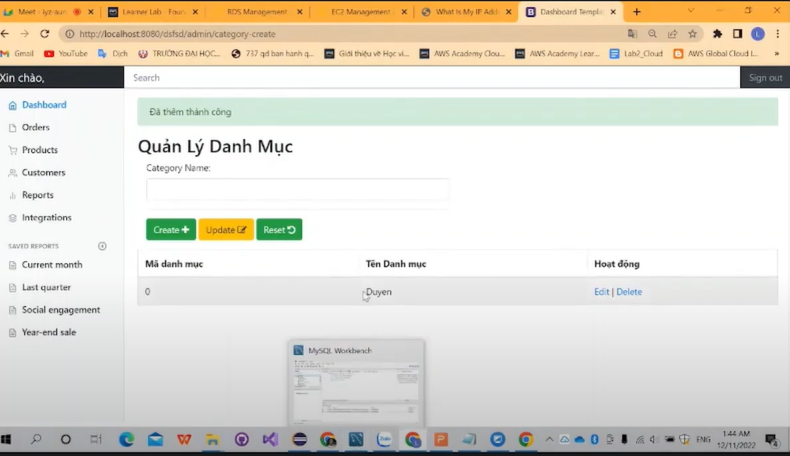 Meet - iyz-aun
Learner Lab - Foun
RDS Management
EC2 Management
What Is My IP Add
Dashboard Templa
http://localhost:8080/dsfsd/admin/category-create
Gmail
YouTube
Dịch
TRƯỜNG ĐẠI HỌC...
737 qd ban hanh q...
Giới thiệu về Học vi...
AWS Academy Clou...
AWS Academy Lear...
Lab2_Cloud
AWS Global Cloud I...
Xin chào,
Search
Sign out
Dashboard
Orders
Products
Customers
Reports
Integrations
SAVED REPORTS
Current month
Last quarter
Social engagement
Year-end sale
Đã thêm thành công
Quản Lý Danh Mục
Category Name:
Create
Update
Reset
Mã danh mục Tên Danh mục Hoạt động
0 Duyen Edit | Delete
MySQL Workbench
ENG
1:44 AM
12/11/2022